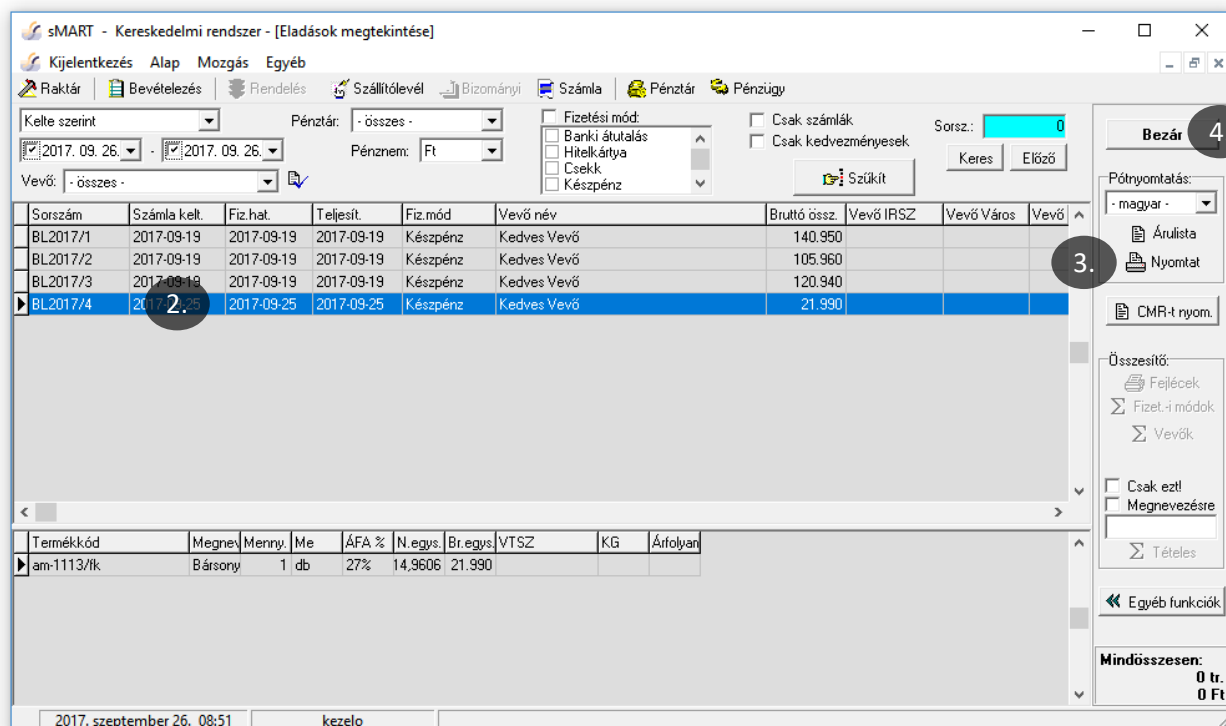 sMART - Kereskedelmi rendszer - [Eladások megtekintése]
Kijelentkezés Alap Mozgás Egyéb
Raktár Bevételezés Rendelés Szállítólevél Bizományi Számla Pénztár Pénzügy
Kelte szerint Pénztár: - összes - Fizetési mód: Csak számlák Sorsz.: 0
Banki átutalás Csak kedvezményesek
2017. 09. 26. - 2017. 09. 26. Pénznem: Ft Hitelkártya Keres Előző
Csekk
Vevő: - összes - Készpénz Szűkít
Bezár 4
Pótnyomtatás:
- magyar -
Árulista
3. Nyomtat
CMR-t nyom.
Összesítő:
Fejlécek
Fizet.-i módok
Vevők
Csak ezt!
Megnevezésre
Tételes
Egyéb funkciók
Mindösszesen:
0 tr.
0 Ft
Sorszám Számla kelt. Fiz.hat. Teljesít. Fiz.mód Vevő név Bruttó össz. Vevő IRSZ Vevő Város Vevő
BL2017/1 2017-09-19 2017-09-19 2017-09-19 Készpénz Kedves Vevő 140.950
BL2017/2 2017-09-19 2017-09-19 2017-09-19 Készpénz Kedves Vevő 105.960
BL2017/3 2017-09-19 2017-09-19 2017-09-19 Készpénz Kedves Vevő 120.940
BL2017/4 2017-09-25 2017-09-25 2017-09-25 Készpénz Kedves Vevő 21.990
2.
Termékkód Megnev Menny. Me ÁFA % N.egys. Br.egys. VTSZ KG Árfolyan
am-1113/fk Bársony 1 db 27% 14,9606 21.990
2017. szeptember 26. 08:51 kezelo